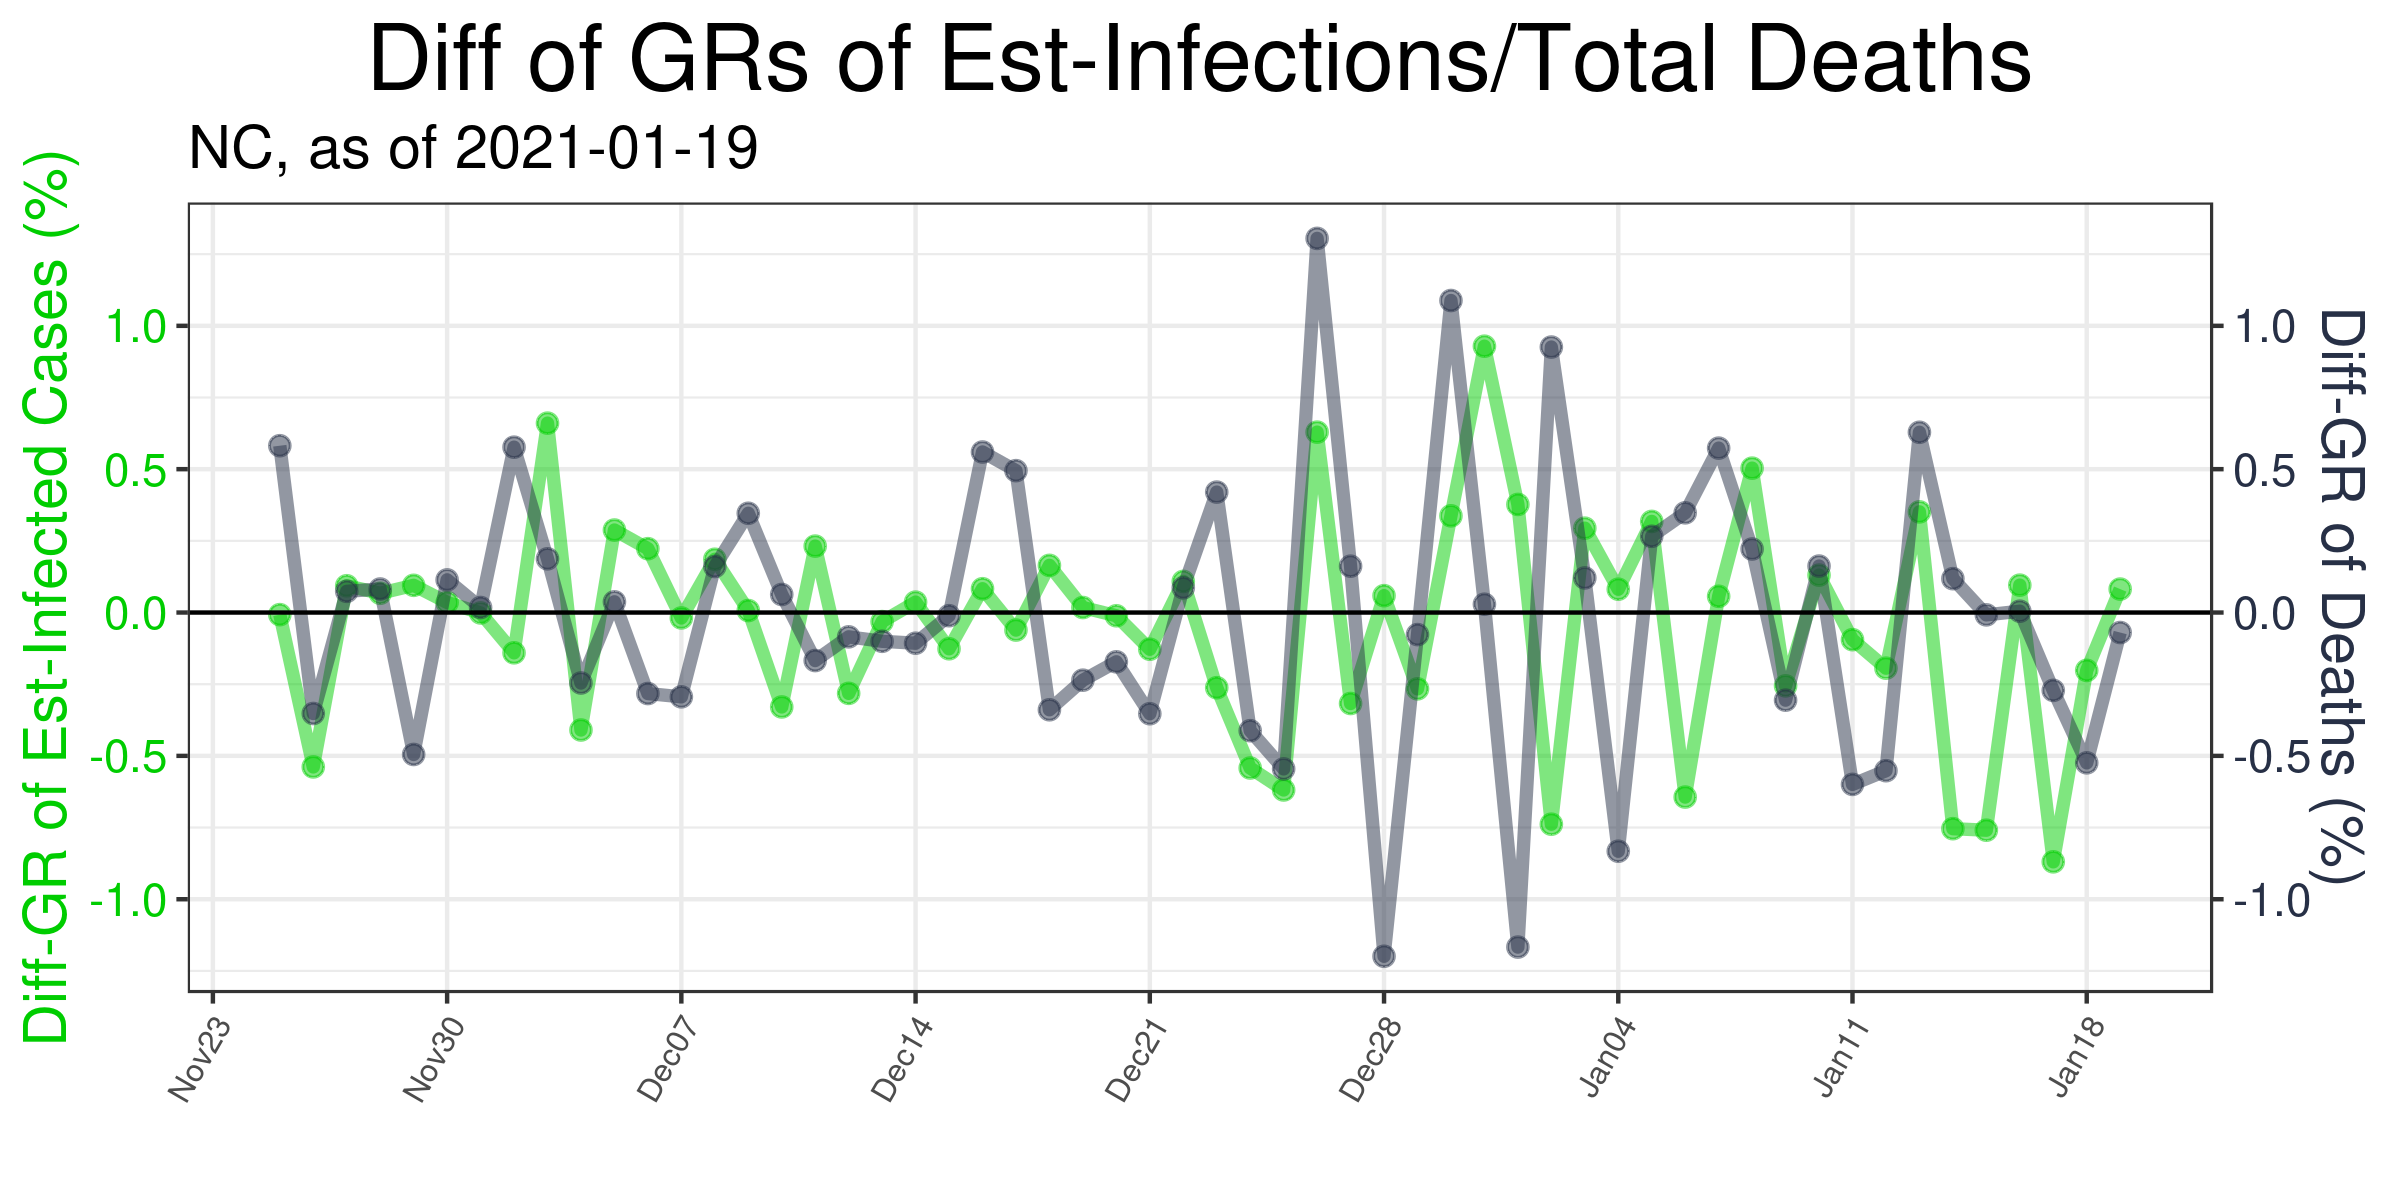 Diff of GRs of Est-Infections/Total Deaths
NC, as of 2021-01-19
Diff-GR of Est-Infected Cases (%)
1.0
0.5
0.0
-0.5
-1.0
1.0
0.5
0.0
-0.5
-1.0
Diff-GR of Deaths (%)
Nov23
Nov30
Dec07
Dec14
Dec21
Dec28
Jan04
Jan11
Jan18